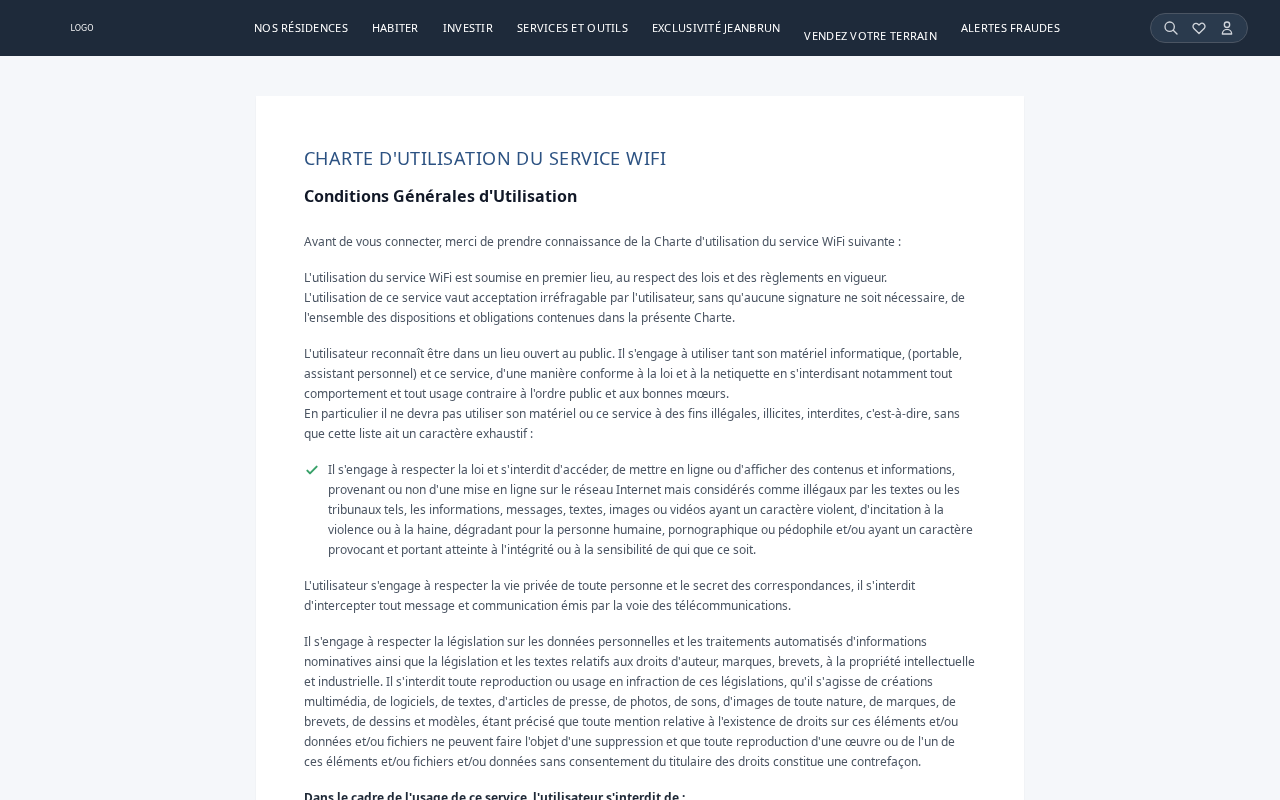 LOGO
NOS RÉSIDENCES
HABITER
INVESTIR
SERVICES ET OUTILS
EXCLUSIVITÉ JEANBRUN
VENDEZ VOTRE TERRAIN
ALERTES FRAUDES
CHARTE D'UTILISATION DU SERVICE WIFI
Conditions Générales d'Utilisation
Avant de vous connecter, merci de prendre connaissance de la Charte d'utilisation du service WiFi suivante :
L'utilisation du service WiFi est soumise en premier lieu, au respect des lois et des règlements en vigueur.
L'utilisation de ce service vaut acceptation irréfragable par l'utilisateur, sans qu'aucune signature ne soit nécessaire, de
l'ensemble des dispositions et obligations contenues dans la présente Charte.
L'utilisateur reconnaît être dans un lieu ouvert au public. Il s'engage à utiliser tant son matériel informatique, (portable,
assistant personnel) et ce service, d'une manière conforme à la loi et à la netiquette en s'interdisant notamment tout
comportement et tout usage contraire à l'ordre public et aux bonnes mœurs.
En particulier il ne devra pas utiliser son matériel ou ce service à des fins illégales, illicites, interdites, c'est-à-dire, sans
que cette liste ait un caractère exhaustif :
Il s'engage à respecter la loi et s'interdit d'accéder, de mettre en ligne ou d'afficher des contenus et informations,
provenant ou non d'une mise en ligne sur le réseau Internet mais considérés comme illégaux par les textes ou les
tribunaux tels, les informations, messages, textes, images ou vidéos ayant un caractère violent, d'incitation à la
violence ou à la haine, dégradant pour la personne humaine, pornographique ou pédophile et/ou ayant un caractère
provocant et portant atteinte à l'intégrité ou à la sensibilité de qui que ce soit.
L'utilisateur s'engage à respecter la vie privée de toute personne et le secret des correspondances, il s'interdit
d'intercepter tout message et communication émis par la voie des télécommunications.
Il s'engage à respecter la législation sur les données personnelles et les traitements automatisés d'informations
nominatives ainsi que la législation et les textes relatifs aux droits d'auteur, marques, brevets, à la propriété intellectuelle
et industrielle. Il s'interdit toute reproduction ou usage en infraction de ces législations, qu'il s'agisse de créations
multimédia, de logiciels, de textes, d'articles de presse, de photos, de sons, d'images de toute nature, de marques, de
brevets, de dessins et modèles, étant précisé que toute mention relative à l'existence de droits sur ces éléments et/ou
données et/ou fichiers ne peuvent faire l'objet d'une suppression et que toute reproduction d'une œuvre ou de l'un de
ces éléments et/ou fichiers et/ou données sans consentement du titulaire des droits constitue une contrefaçon.
Dans le cadre de l'usage de ce service, l'utilisateur s'interdit de :